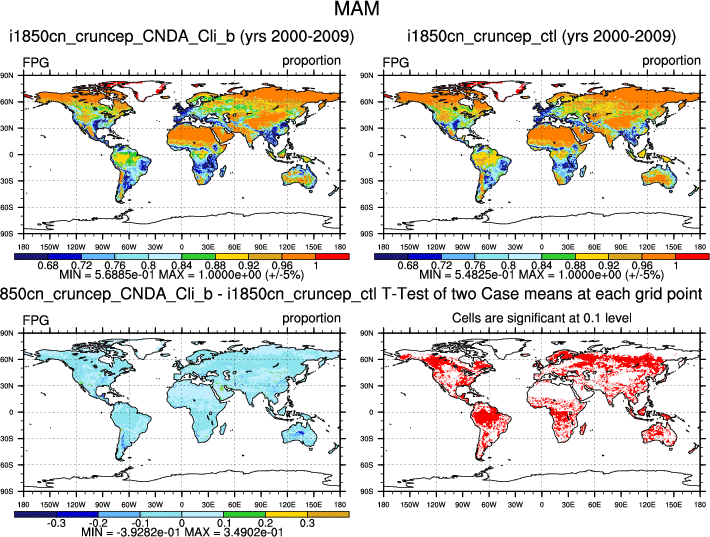 MAM
i1850cn_cruncep_CNDA_Cli_b (yrs 2000-2009)
i1850cn_cruncep_ctl (yrs 2000-2009)
FPG proportion
FPG proportion
90N 90N
60N 60N
30N 30N
0 0
30S 30S
60S 60S
90S 90S
180 150W 120W 90W 60W 30W 0 30E 60E 90E 120E 150E 180
180 150W 120W 90W 60W 30W 0 30E 60E 90E 120E 150E 180
0.68 0.72 0.76 0.8 0.84 0.88 0.92 0.96 1
0.68 0.72 0.76 0.8 0.84 0.88 0.92 0.96 1
MIN = 5.6885e-01 MAX = 1.0000e+00 (+/-5%)
MIN = 5.4825e-01 MAX = 1.0000e+00 (+/-5%)
850cn_cruncep_CNDA_Cli_b - i1850cn_cruncep_ctl T-Test of two Case means at each grid point
FPG proportion
Cells are significant at 0.1 level
90N 90N
60N 60N
30N 30N
0 0
30S 30S
60S 60S
90S 90S
180 150W 120W 90W 60W 30W 0 30E 60E 90E 120E 150E 180
180 150W 120W 90W 60W 30W 0 30E 60E 90E 120E 150E 180
-0.3 -0.2 -0.1 0 0.1 0.2 0.3
MIN = -3.9282e-01 MAX = 3.4902e-01